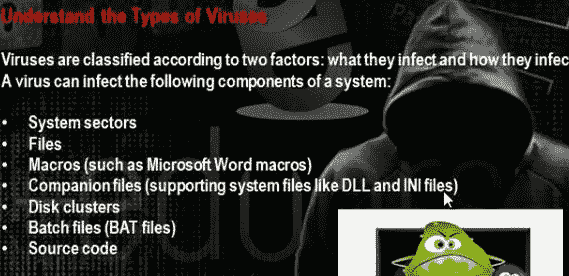 Understand the Types of Viruses
Viruses are classified according to two factors: what they infect and how they infec
A virus can infect the following components of a system:
• System sectors
• Files
• Macros (such as Microsoft Word macros)
• Companion files (supporting system files like DLL and INI files)
• Disk clusters
• Batch files (BAT files)
• Source code